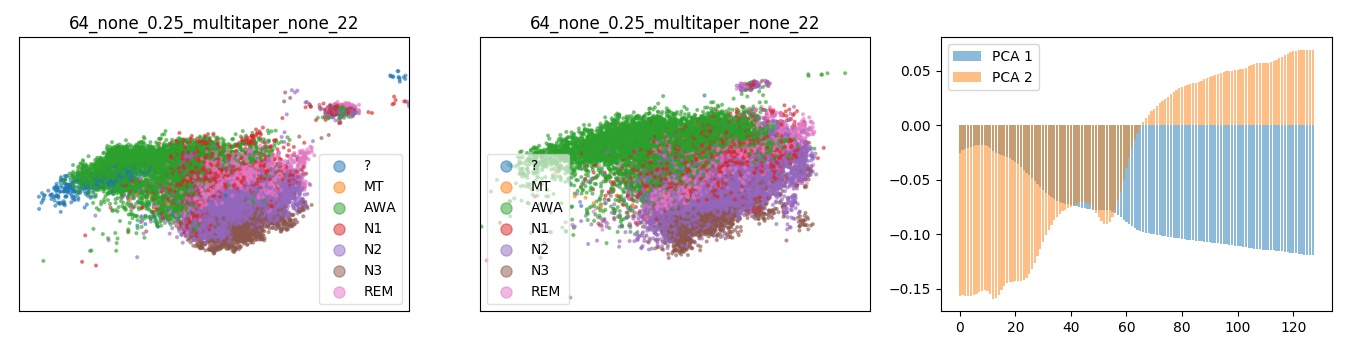 64_none_0.25_multitaper_none_22
?
MT
AWA
N1
N2
N3
REM
64_none_0.25_multitaper_none_22
?
MT
AWA
N1
N2
N3
REM
PCA 1
PCA 2
0.05
0.00
−0.05
−0.10
−0.15
0 20 40 60 80 100 120